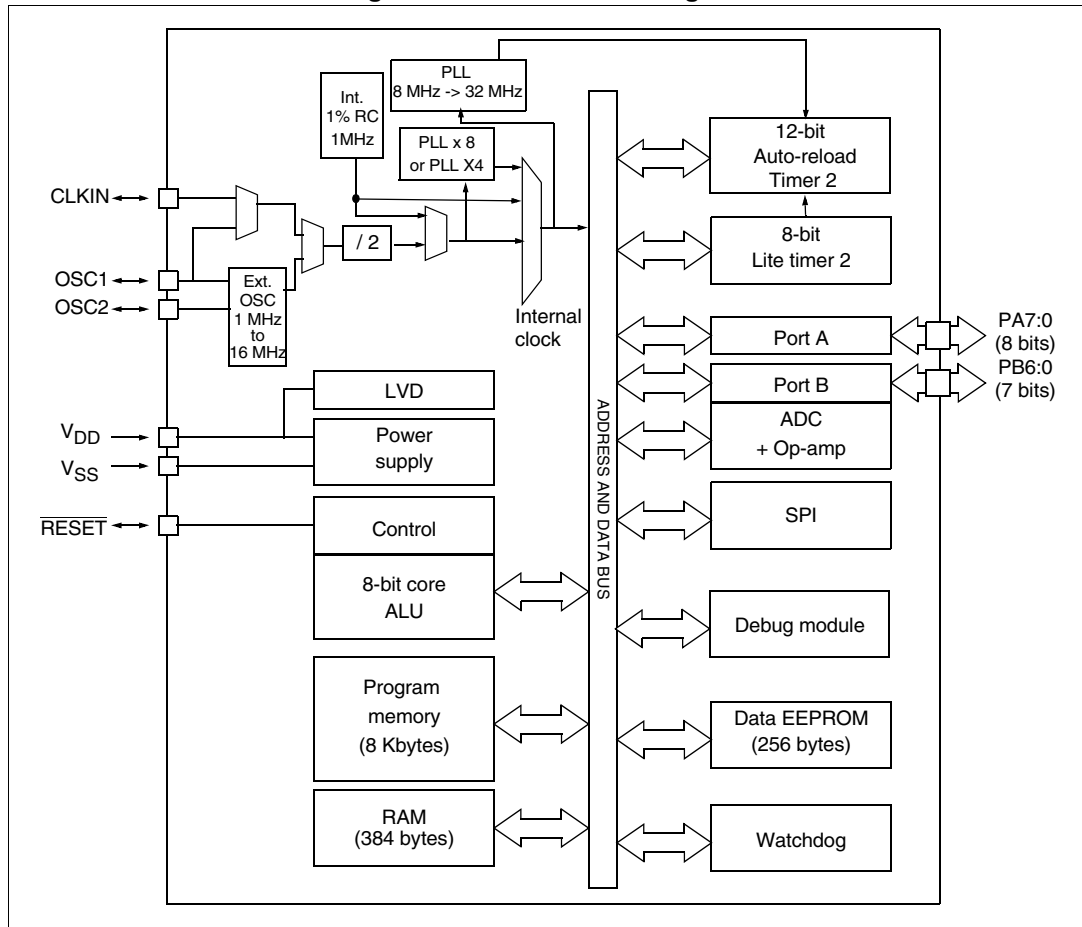 PLL
8 MHz -> 32 MHz
Int.
1% RC
1MHz
PLL x 8
or PLL X4
12-bit
Auto-reload
Timer 2
CLKIN
/ 2
8-bit
Lite timer 2
OSC1
OSC2
Ext.
OSC
1 MHz
to
16 MHz
Internal
clock
Port A
PA7:0
(8 bits)
LVD
Port B
PB6:0
(7 bits)
VDD
VSS
Power
supply
ADC
+ Op-amp
ADDRESS AND DATA BUS
RESET
Control
SPI
8-bit core
ALU
Debug module
Program
memory
(8 Kbytes)
Data EEPROM
(256 bytes)
RAM
(384 bytes)
Watchdog